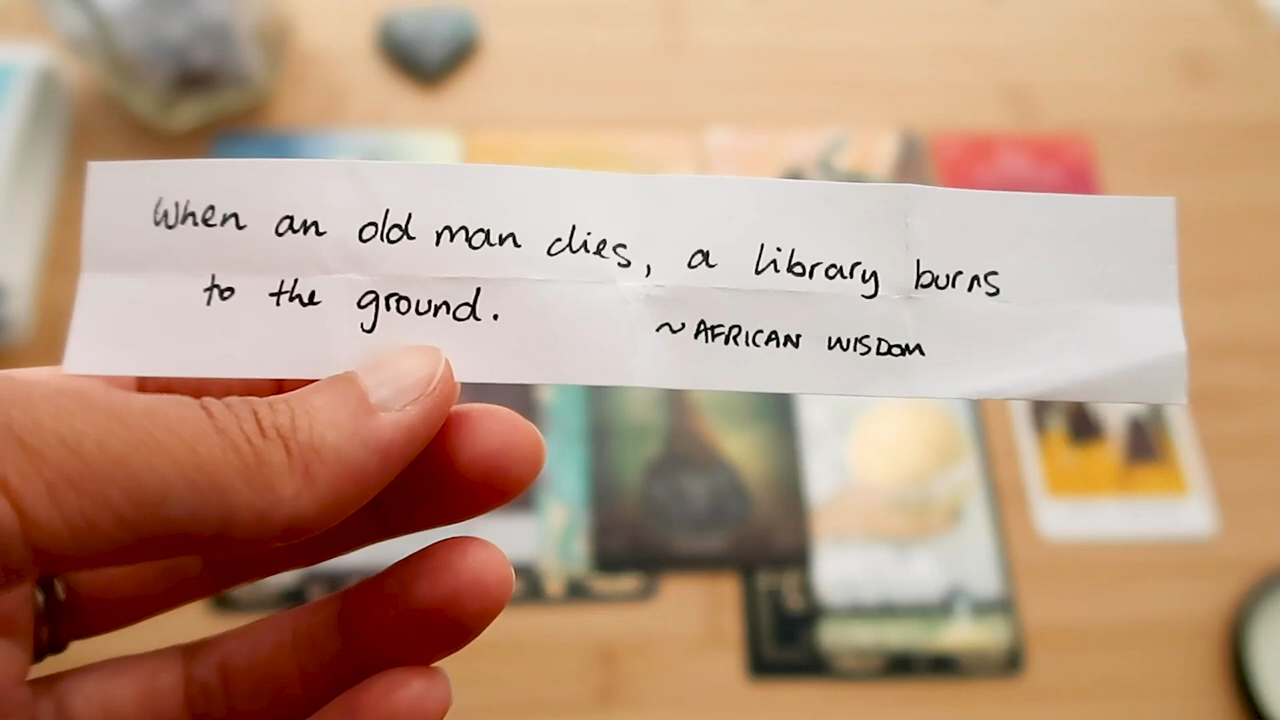 When an old man dies, a library burns
to the ground.
~AFRICAN WISDOM